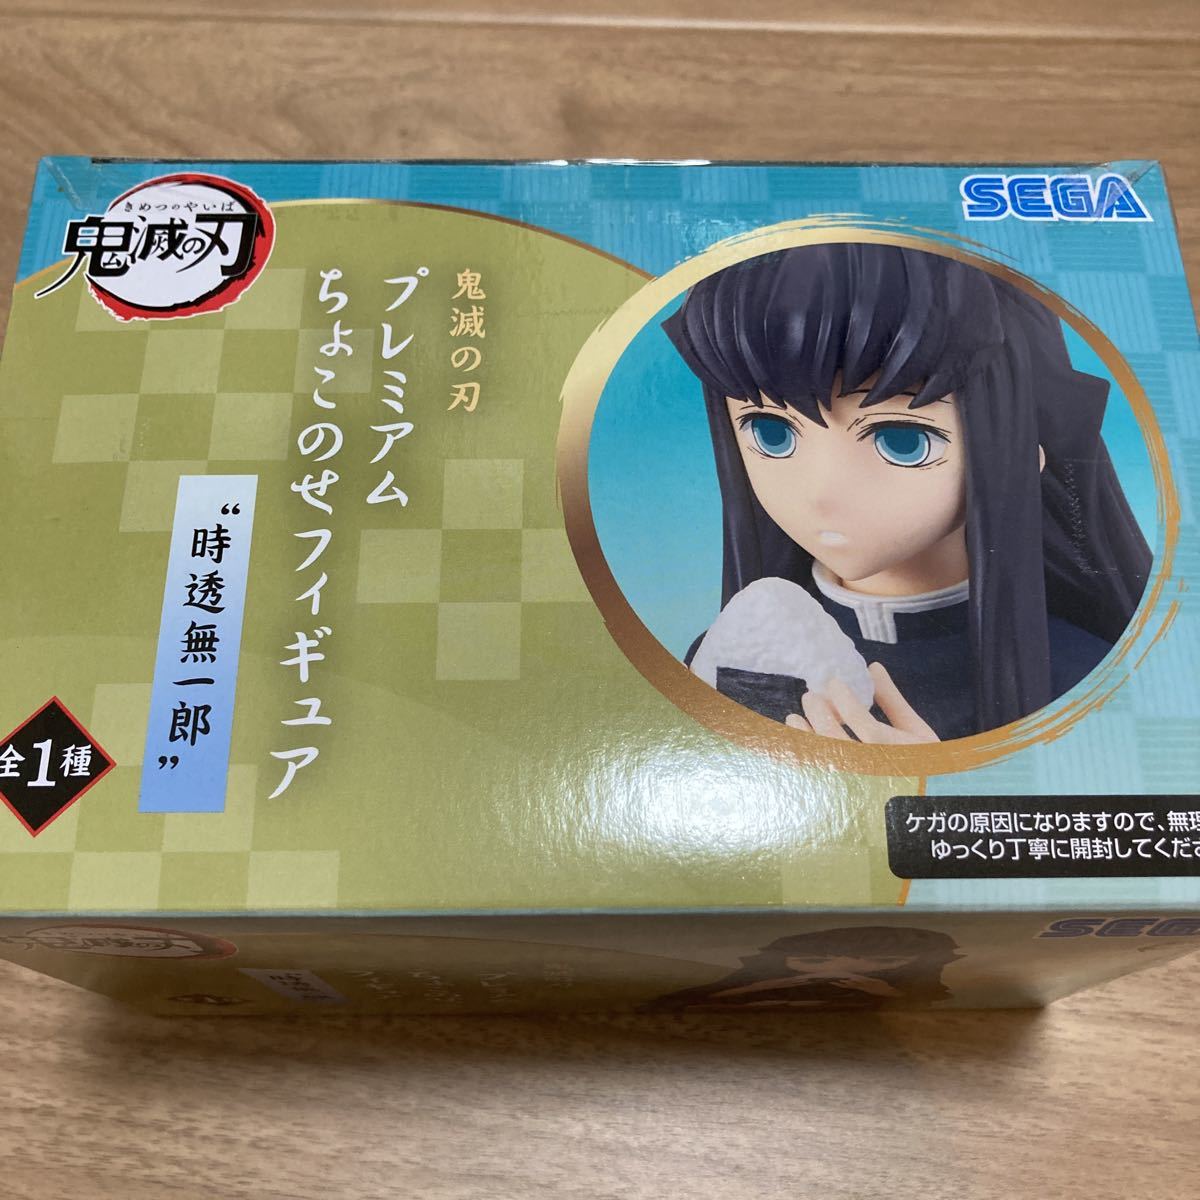 きめつのやいば
鬼滅の刃
SEGA
鬼滅の刃
プレミアム
ちょこのせフィギュア
“時透無一郎”
全1種
ケガの原因になりますので、無理
ゆっくり丁寧に開封してくださ
SEGA